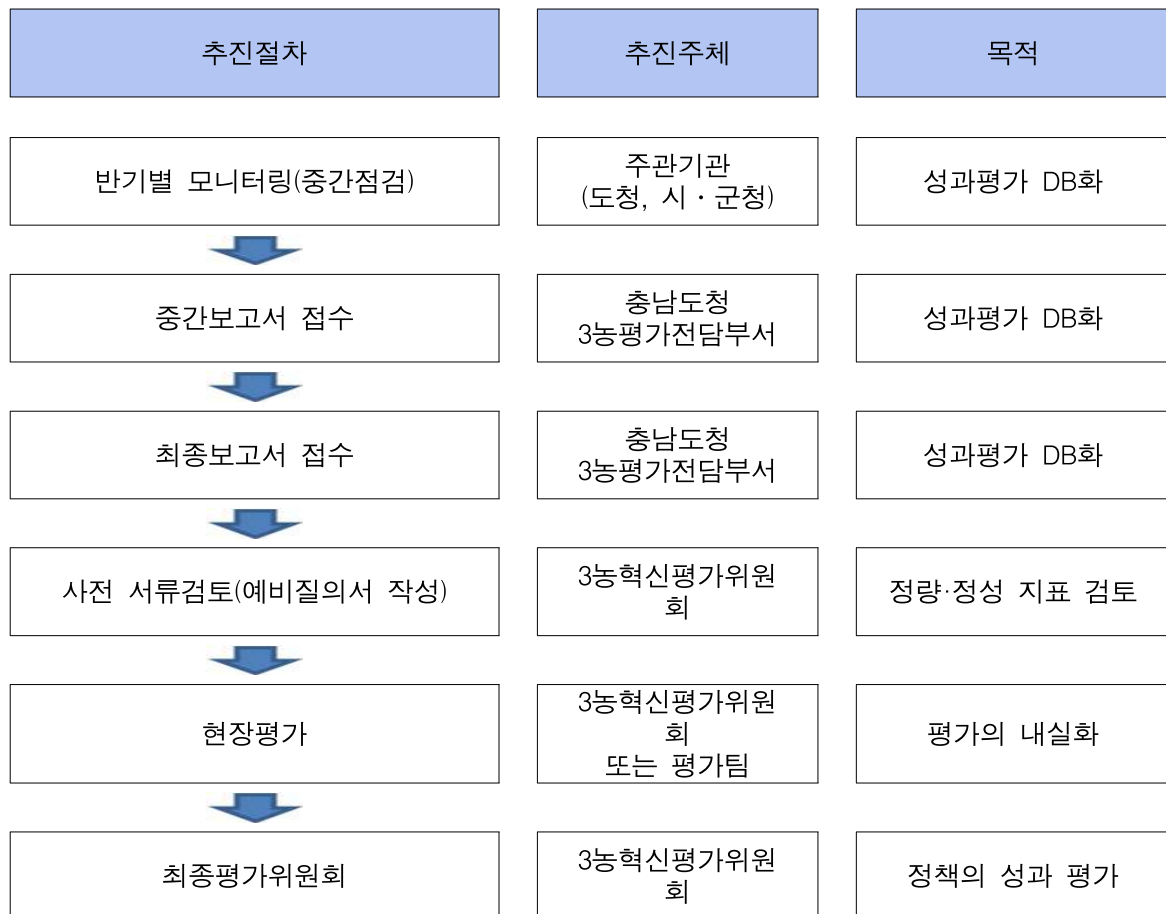 추진절차
추진주체
목적
반기별 모니터링(중간점검)
주관기관
(도청, 시·군청)
성과평가 DB화
중간보고서 접수
충남도청
3농평가전담부서
성과평가 DB화
최종보고서 접수
충남도청
3농평가전담부서
성과평가 DB화
사전 서류검토(예비질의서 작성)
3농혁신평가위원
회
정량·정성 지표 검토
현장평가
3농혁신평가위원
회
또는 평가팀
평가의 내실화
최종평가위원회
3농혁신평가위원
회
정책의 성과 평가